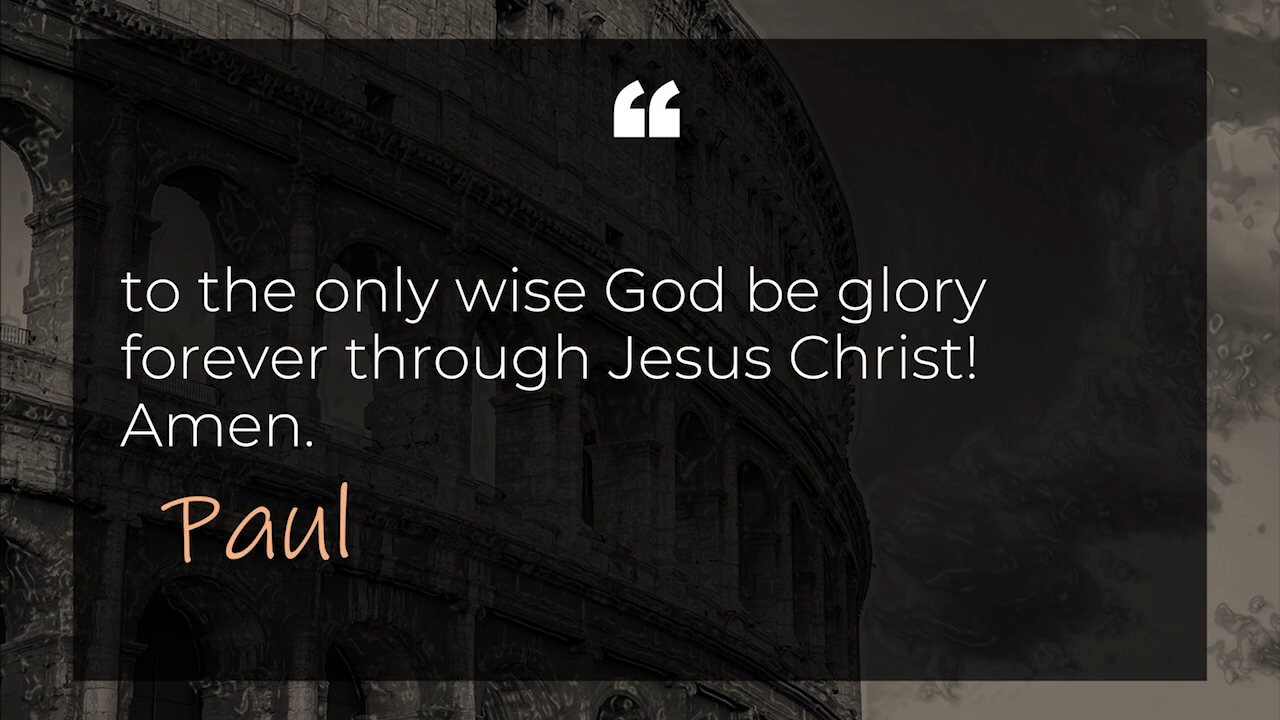 “
to the only wise God be glory
forever through Jesus Christ!
Amen.
Paul